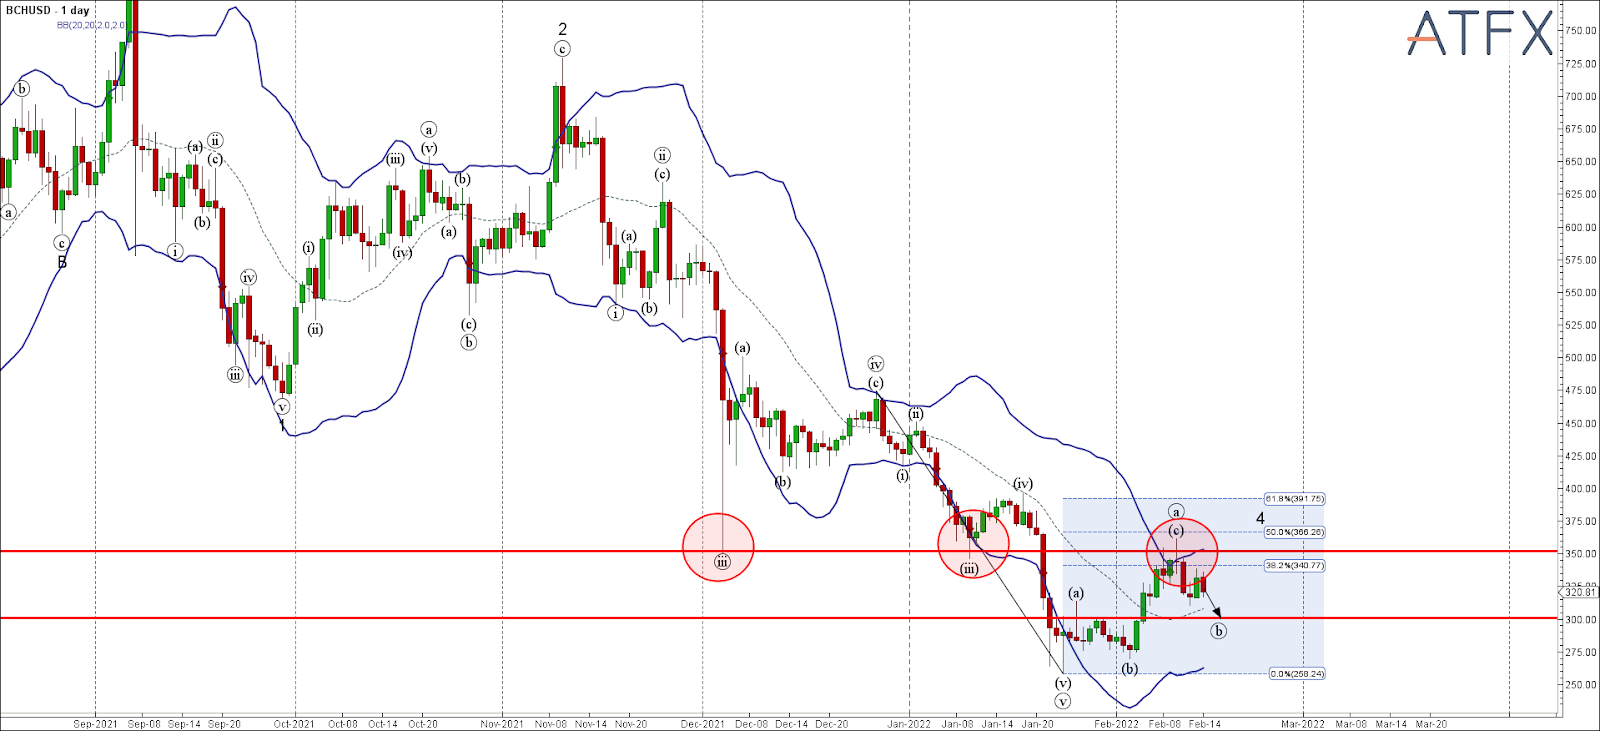 BCHUSD - 1 day
BB(20,20,2.0,2.0)
ATFX
750.00
725.00
700.00
675.00
650.00
625.00
600.00
575.00
550.00
525.00
500.00
475.00
450.00
425.00
400.00
375.00
350.00
320.81
300.00
275.00
250.00
b
a
c
B
(a)
ii
(c)
(b)
i
iv
iii
v
1
(i)
(ii)
(iii)
(iv)
a
(v)
(b)
(a)
(c)
b
2
c
ii
(c)
(a)
(b)
i
(a)
iii
(b)
iv
(c)
(ii)
(i)
(iii)
(iv)
(v)
v
(a)
(b)
a
(c)
b
4
61.8%(391.75)
50.0%(366.26)
38.2%(340.77)
0.0%(258.24)
Sep-2021 Sep-08 Sep-14 Sep-20 Oct-2021 Oct-08 Oct-14 Oct-20 Nov-2021 Nov-08 Nov-14 Nov-20 Dec-2021 Dec-08 Dec-14 Dec-20 Jan-2022 Jan-08 Jan-14 Jan-20 Feb-2022 Feb-08 Feb-14 Mar-2022 Mar-08 Mar-14 Mar-20